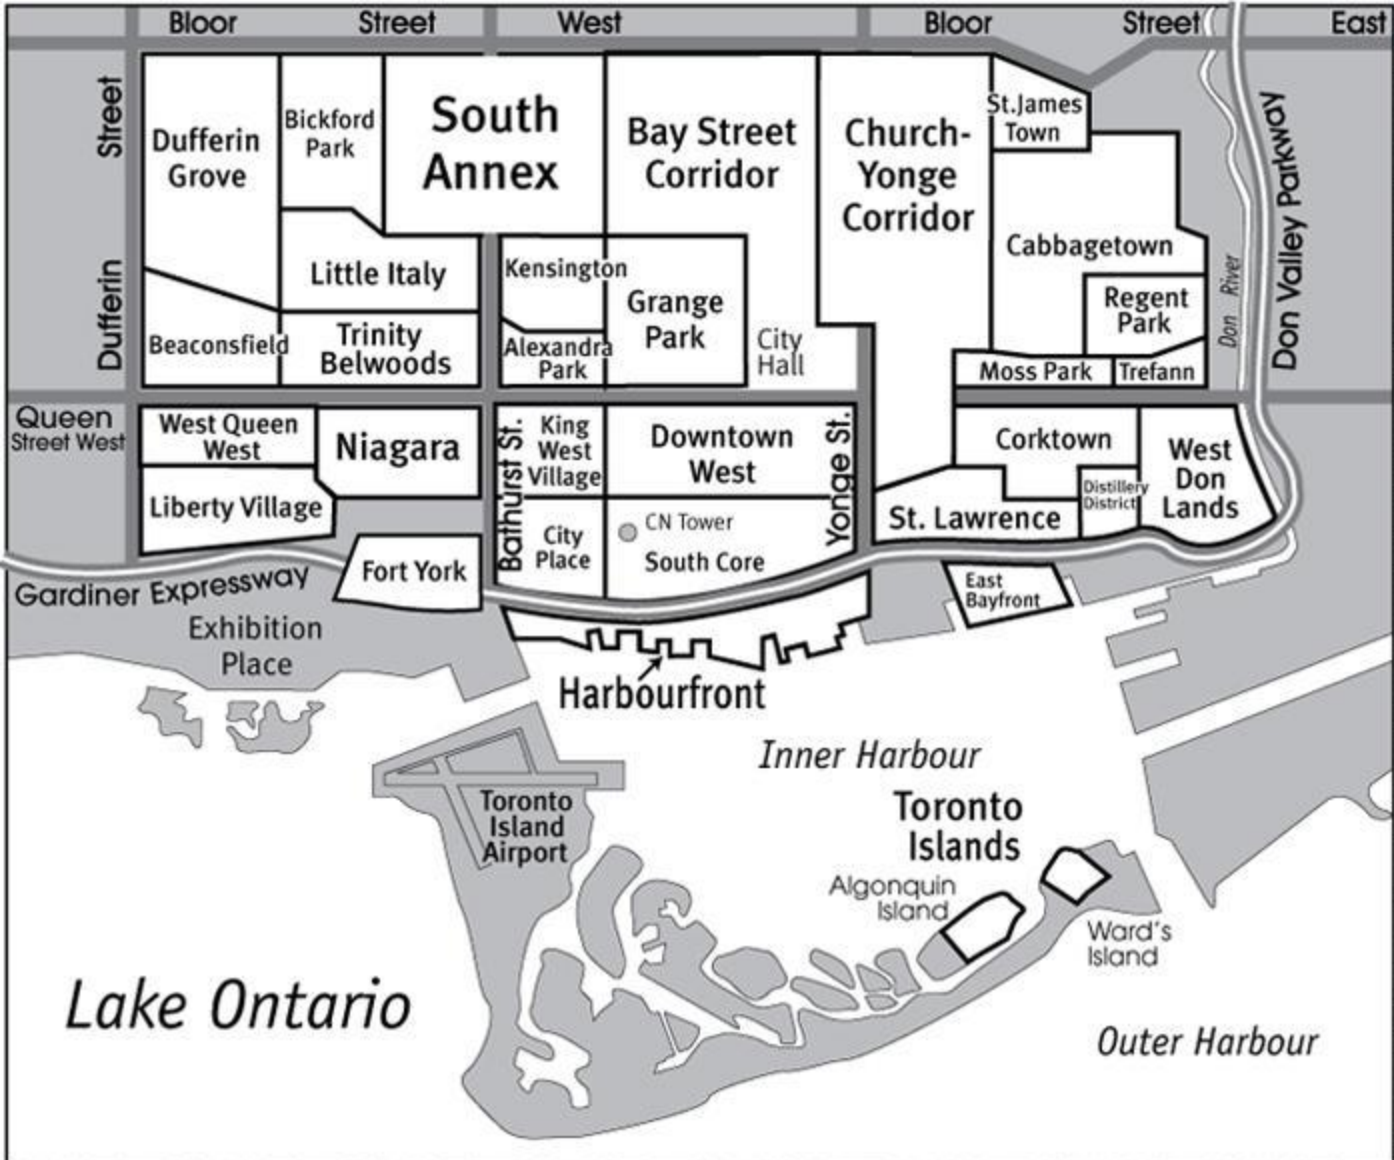 Bloor Street West Bloor Street East
Dufferin Street
Dufferin
Grove
Bickford
Park
South
Annex
Bay Street
Corridor
Church-
Yonge
Corridor
St.James
Town
Don Valley Parkway
Don River
Cabbagetown
Little Italy
Kensington
Grange
Park
Regent
Park
Beaconsfield
Trinity
Belwoods
Alexandra
Park
City
Hall
Moss Park
Trefann
Queen
Street West
West Queen
West
Niagara
Bathurst St.
King
West
Village
Downtown
West
Yonge St.
Corktown
West
Don
Lands
Liberty Village
Distillery
District
St. Lawrence
CN Tower
City
Place
South Core
Fort York
Gardiner Expressway
East
Bayfront
Exhibition
Place
Harbourfront
Inner Harbour
Toronto
Island
Airport
Toronto
Islands
Algonquin
Island
Ward's
Island
Lake Ontario
Outer Harbour